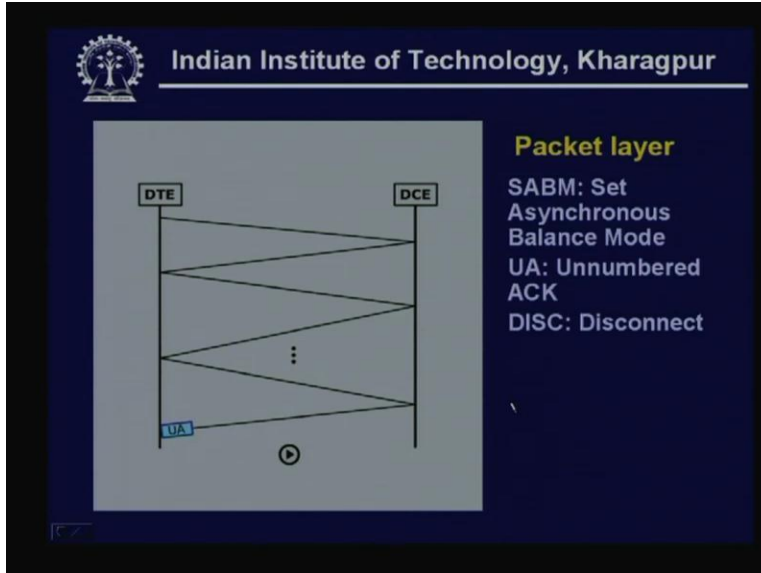 Indian Institute of Technology, Kharagpur
Packet layer
DTE
DCE
SABM: Set
Asynchronous
Balance Mode
UA: Unnumbered
ACK
DISC: Disconnect
UA